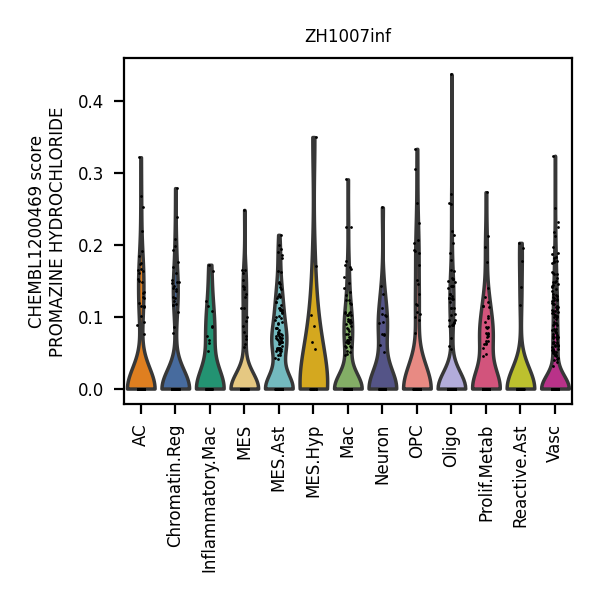 ZH1007inf
CHEMBL1200469 score
PROMAZINE HYDROCHLORIDE
0.4
0.3
0.2
0.1
0.0
AC
Chromatin.Reg
Inflammatory.Mac
MES
MES.Ast
MES.Hyp
Mac
Neuron
OPC
Oligo
Prolif.Metab
Reactive.Ast
Vasc